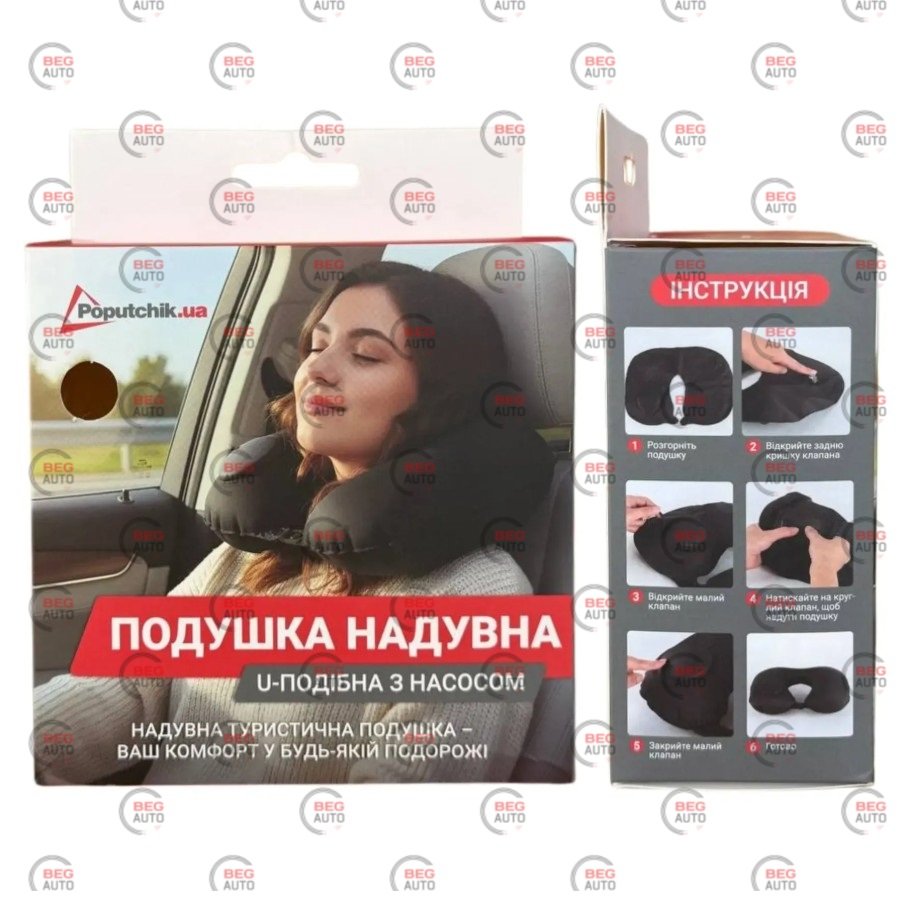 Poputchik.ua
ПОДУШКА НАДУВНА
U-ПОДІБНА З НАСОСОМ
НАДУВНА ТУРИСТИЧНА ПОДУШКА –
ВАШ КОМФОРТ У БУДЬ-ЯКІЙ ПОДОРОЖІ
ІНСТРУКЦІЯ
1 Розгорніть
подушку
2 Відкрийте задню
кришку клапана
3 Відкрийте малий
клапан
4 Натискайте на круг-
лий клапан, щоб
надути подушку
5 Закрийте малий
клапан
6 Готово
BEG
AUTO